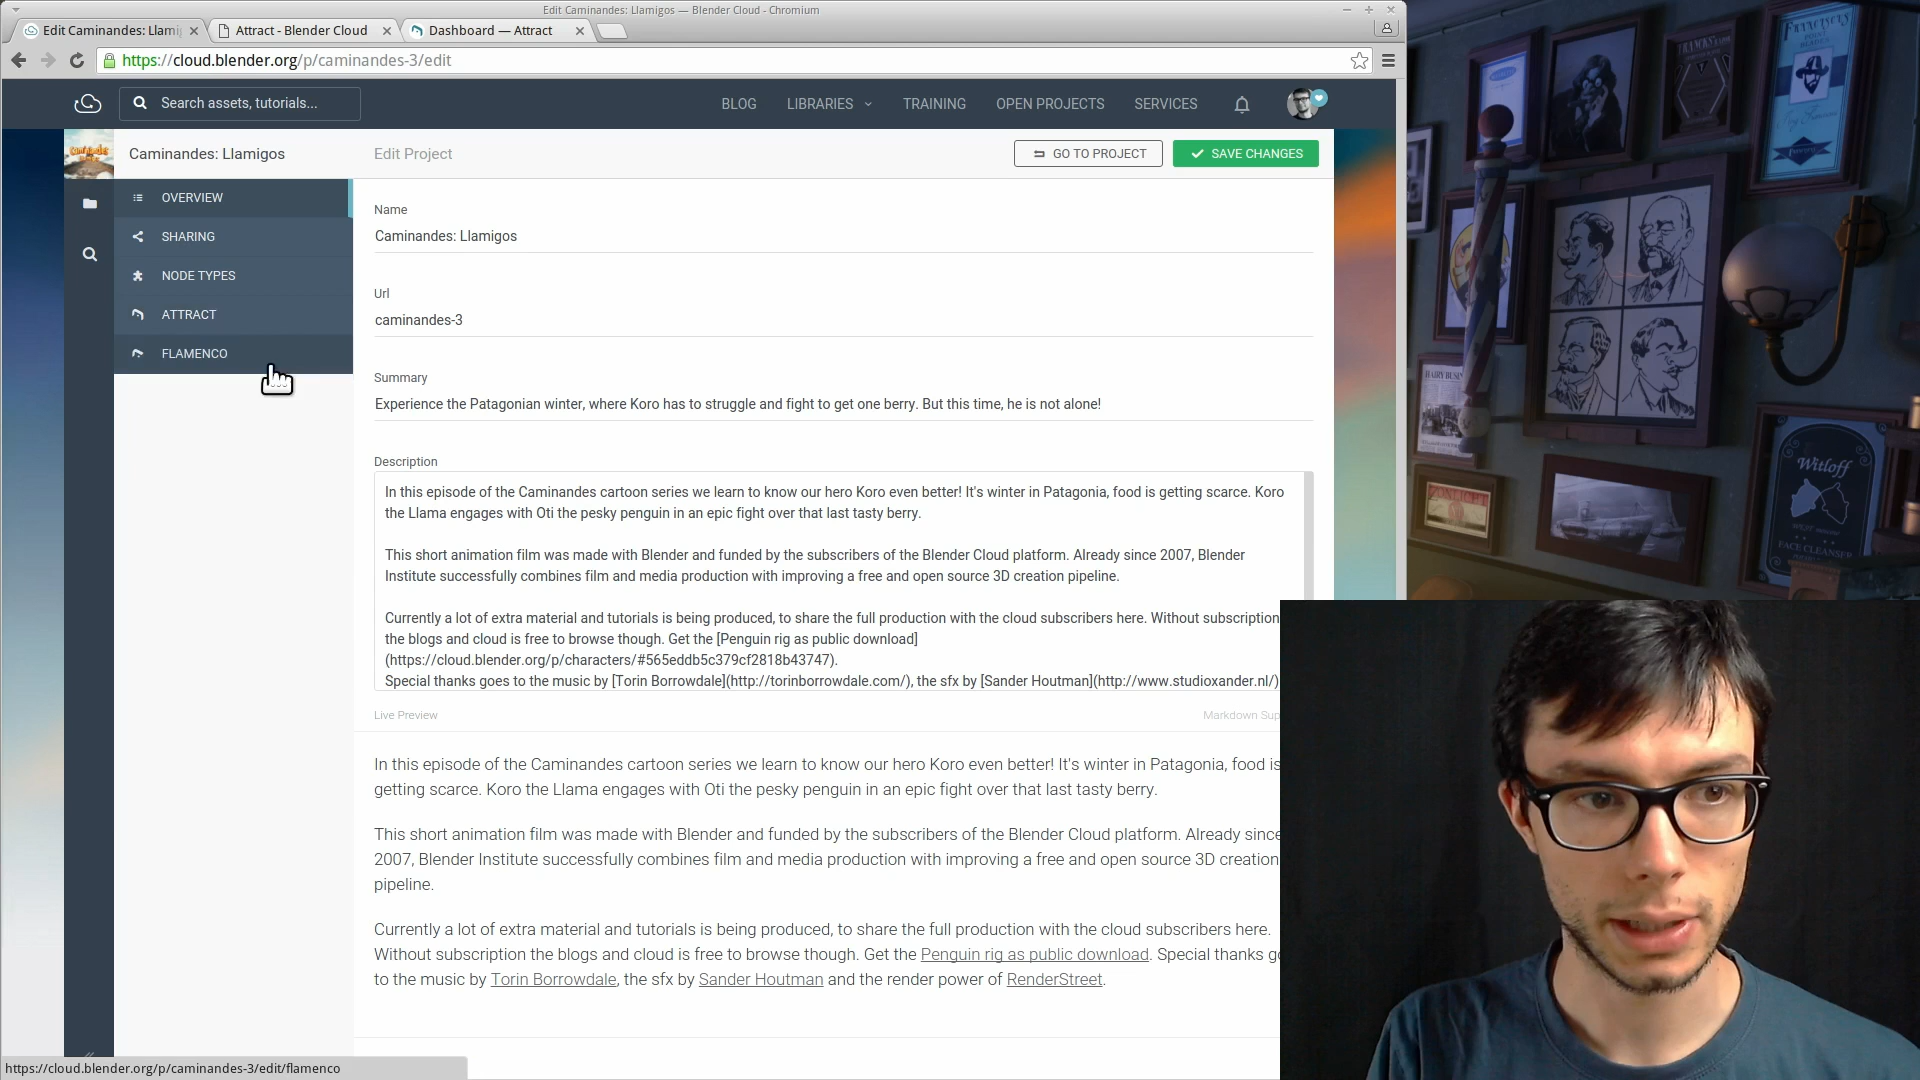 Edit Caminandes: Llamigos — Blender Cloud - Chromium
Edit Caminandes: Llami
Attract - Blender Cloud
Dashboard — Attract
https://cloud.blender.org/p/caminandes-3/edit
Search assets, tutorials...
BLOG
LIBRARIES
TRAINING
OPEN PROJECTS
SERVICES
Caminandes: Llamigos
Edit Project
GO TO PROJECT
SAVE CHANGES
OVERVIEW
SHARING
NODE TYPES
ATTRACT
FLAMENCO
Name
Caminandes: Llamigos
Url
caminandes-3
Summary
Experience the Patagonian winter, where Koro has to struggle and fight to get one berry. But this time, he is not alone!
Description
In this episode of the Caminandes cartoon series we learn to know our hero Koro even better! It's winter in Patagonia, food is getting scarce. Koro
the Llama engages with Oti the pesky penguin in an epic fight over that last tasty berry.
This short animation film was made with Blender and funded by the subscribers of the Blender Cloud platform. Already since 2007, Blender
Institute successfully combines film and media production with improving a free and open source 3D creation pipeline.
Currently a lot of extra material and tutorials is being produced, to share the full production with the cloud subscribers here. Without subscription
the blogs and cloud is free to browse though. Get the [Penguin rig as public download]
(https://cloud.blender.org/p/characters/#565eddb5c379cf2818b43747).
Special thanks goes to the music by [Torin Borrowdale](http://torinborrowdale.com/), the sfx by [Sander Houtman](http://www.studioxander.nl/)
Live Preview
Markdown Sup
In this episode of the Caminandes cartoon series we learn to know our hero Koro even better! It's winter in Patagonia, food is
getting scarce. Koro the Llama engages with Oti the pesky penguin in an epic fight over that last tasty berry.
This short animation film was made with Blender and funded by the subscribers of the Blender Cloud platform. Already since
2007, Blender Institute successfully combines film and media production with improving a free and open source 3D creation
pipeline.
Currently a lot of extra material and tutorials is being produced, to share the full production with the cloud subscribers here.
Without subscription the blogs and cloud is free to browse though. Get the Penguin rig as public download. Special thanks go
to the music by Torin Borrowdale, the sfx by Sander Houtman and the render power of RenderStreet.
https://cloud.blender.org/p/caminandes-3/edit/flamenco
Witloff
FACE CLEANSER